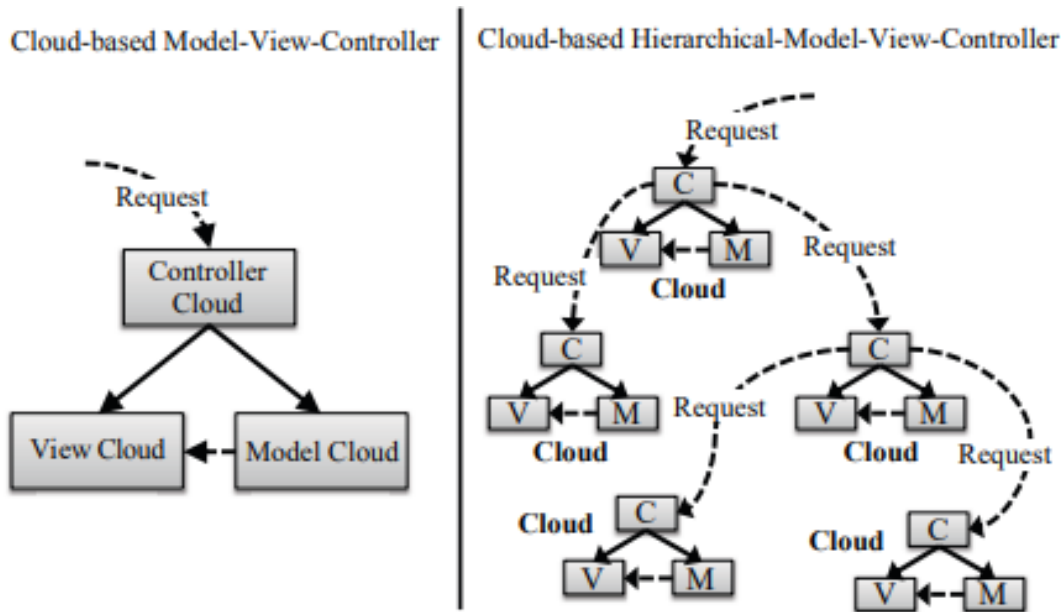 Cloud-based Model-View-Controller
Request
Controller
Cloud
View Cloud
Model Cloud
Cloud-based Hierarchical-Model-View-Controller
Request
C
V
M
Cloud
Request
Request
C
V
M
Cloud
C
V
M
Cloud
Request
Request
Cloud
C
V
M
Cloud
C
V
M